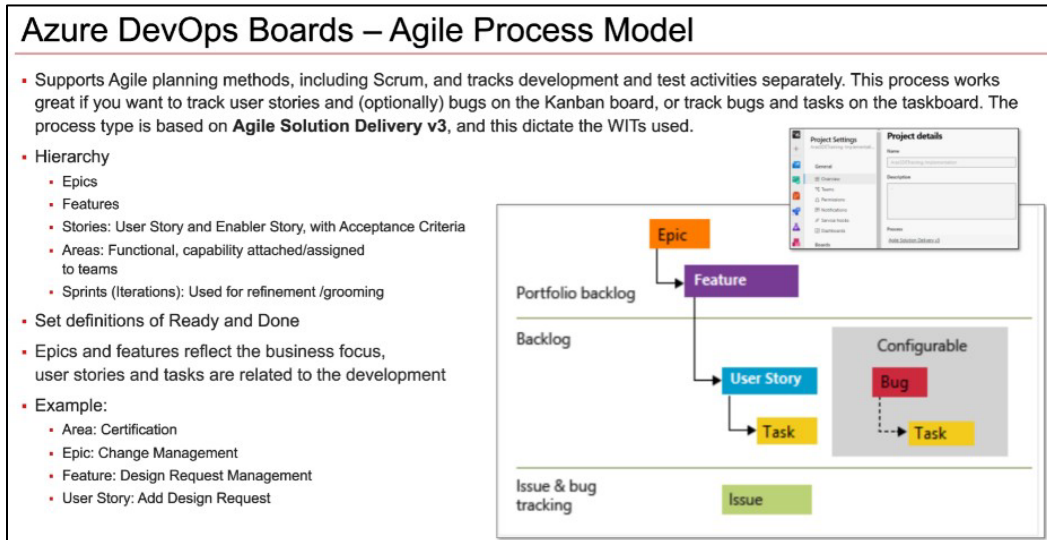 Azure DevOps Boards – Agile Process Model
▪ Supports Agile planning methods, including Scrum, and tracks development and test activities separately. This process works
great if you want to track user stories and (optionally) bugs on the Kanban board, or track bugs and tasks on the taskboard. The
process type is based on Agile Solution Delivery v3, and this dictate the WITs used.
▪ Hierarchy
▪ Epics
▪ Features
▪ Stories: User Story and Enabler Story, with Acceptance Criteria
▪ Areas: Functional, capability attached/assigned
to teams
▪ Sprints (Iterations): Used for refinement /grooming
▪ Set definitions of Ready and Done
▪ Epics and features reflect the business focus,
user stories and tasks are related to the development
▪ Example:
▪ Area: Certification
▪ Epic: Change Management
▪ Feature: Design Request Management
▪ User Story: Add Design Request
Project Settings
General
Overview
Teams
Permissions
Notifications
Service hooks
Dashboards
Boards
Project details
Name
Description
Process
Agile Solution Delivery v3
Epic
Feature
Portfolio backlog
Backlog
Configurable
User Story
Bug
Task
Task
Issue & bug
tracking
Issue